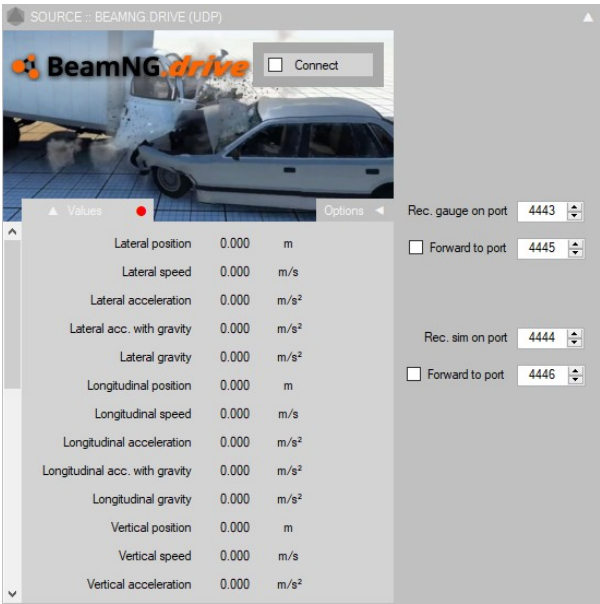 SOURCE :: BEAMNG.DRIVE (UDP)
BeamNG.drive
Connect
Values
Options
Rec. gauge on port 4443
Forward to port 4445
Rec. sim on port 4444
Forward to port 4446
Lateral position 0.000 m
Lateral speed 0.000 m/s
Lateral acceleration 0.000 m/s²
Lateral acc. with gravity 0.000 m/s²
Lateral gravity 0.000 m/s²
Longitudinal position 0.000 m
Longitudinal speed 0.000 m/s
Longitudinal acceleration 0.000 m/s²
Longitudinal acc. with gravity 0.000 m/s²
Longitudinal gravity 0.000 m/s²
Vertical position 0.000 m
Vertical speed 0.000 m/s
Vertical acceleration 0.000 m/s²